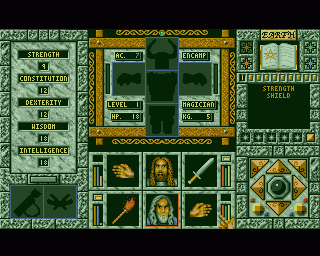 STRENGTH
9
CONSTITUTION
12
DEXTERITY
12
WISDOM
18
INTELLIGENCE
18
AC. 7
ENCAMP
LEVEL 1
MAGICIAN
HP. 18
KG. 5
EARTH
STRENGTH
SHIELD